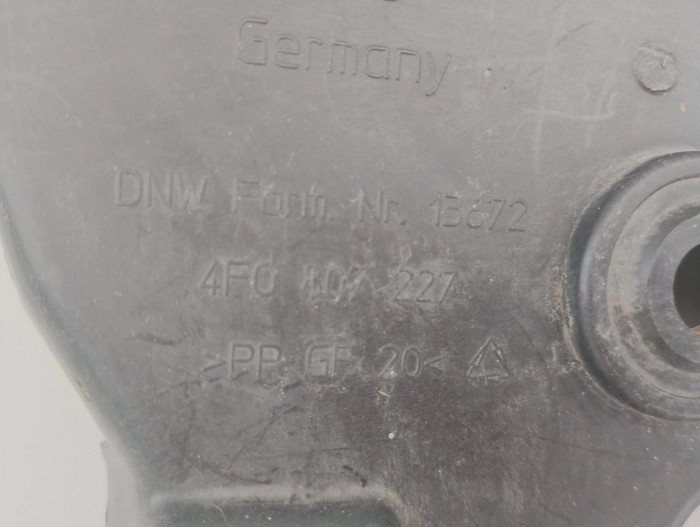 Germany
DNW Form. Nr. 13672
4F0 807 227
>PP GF 20<